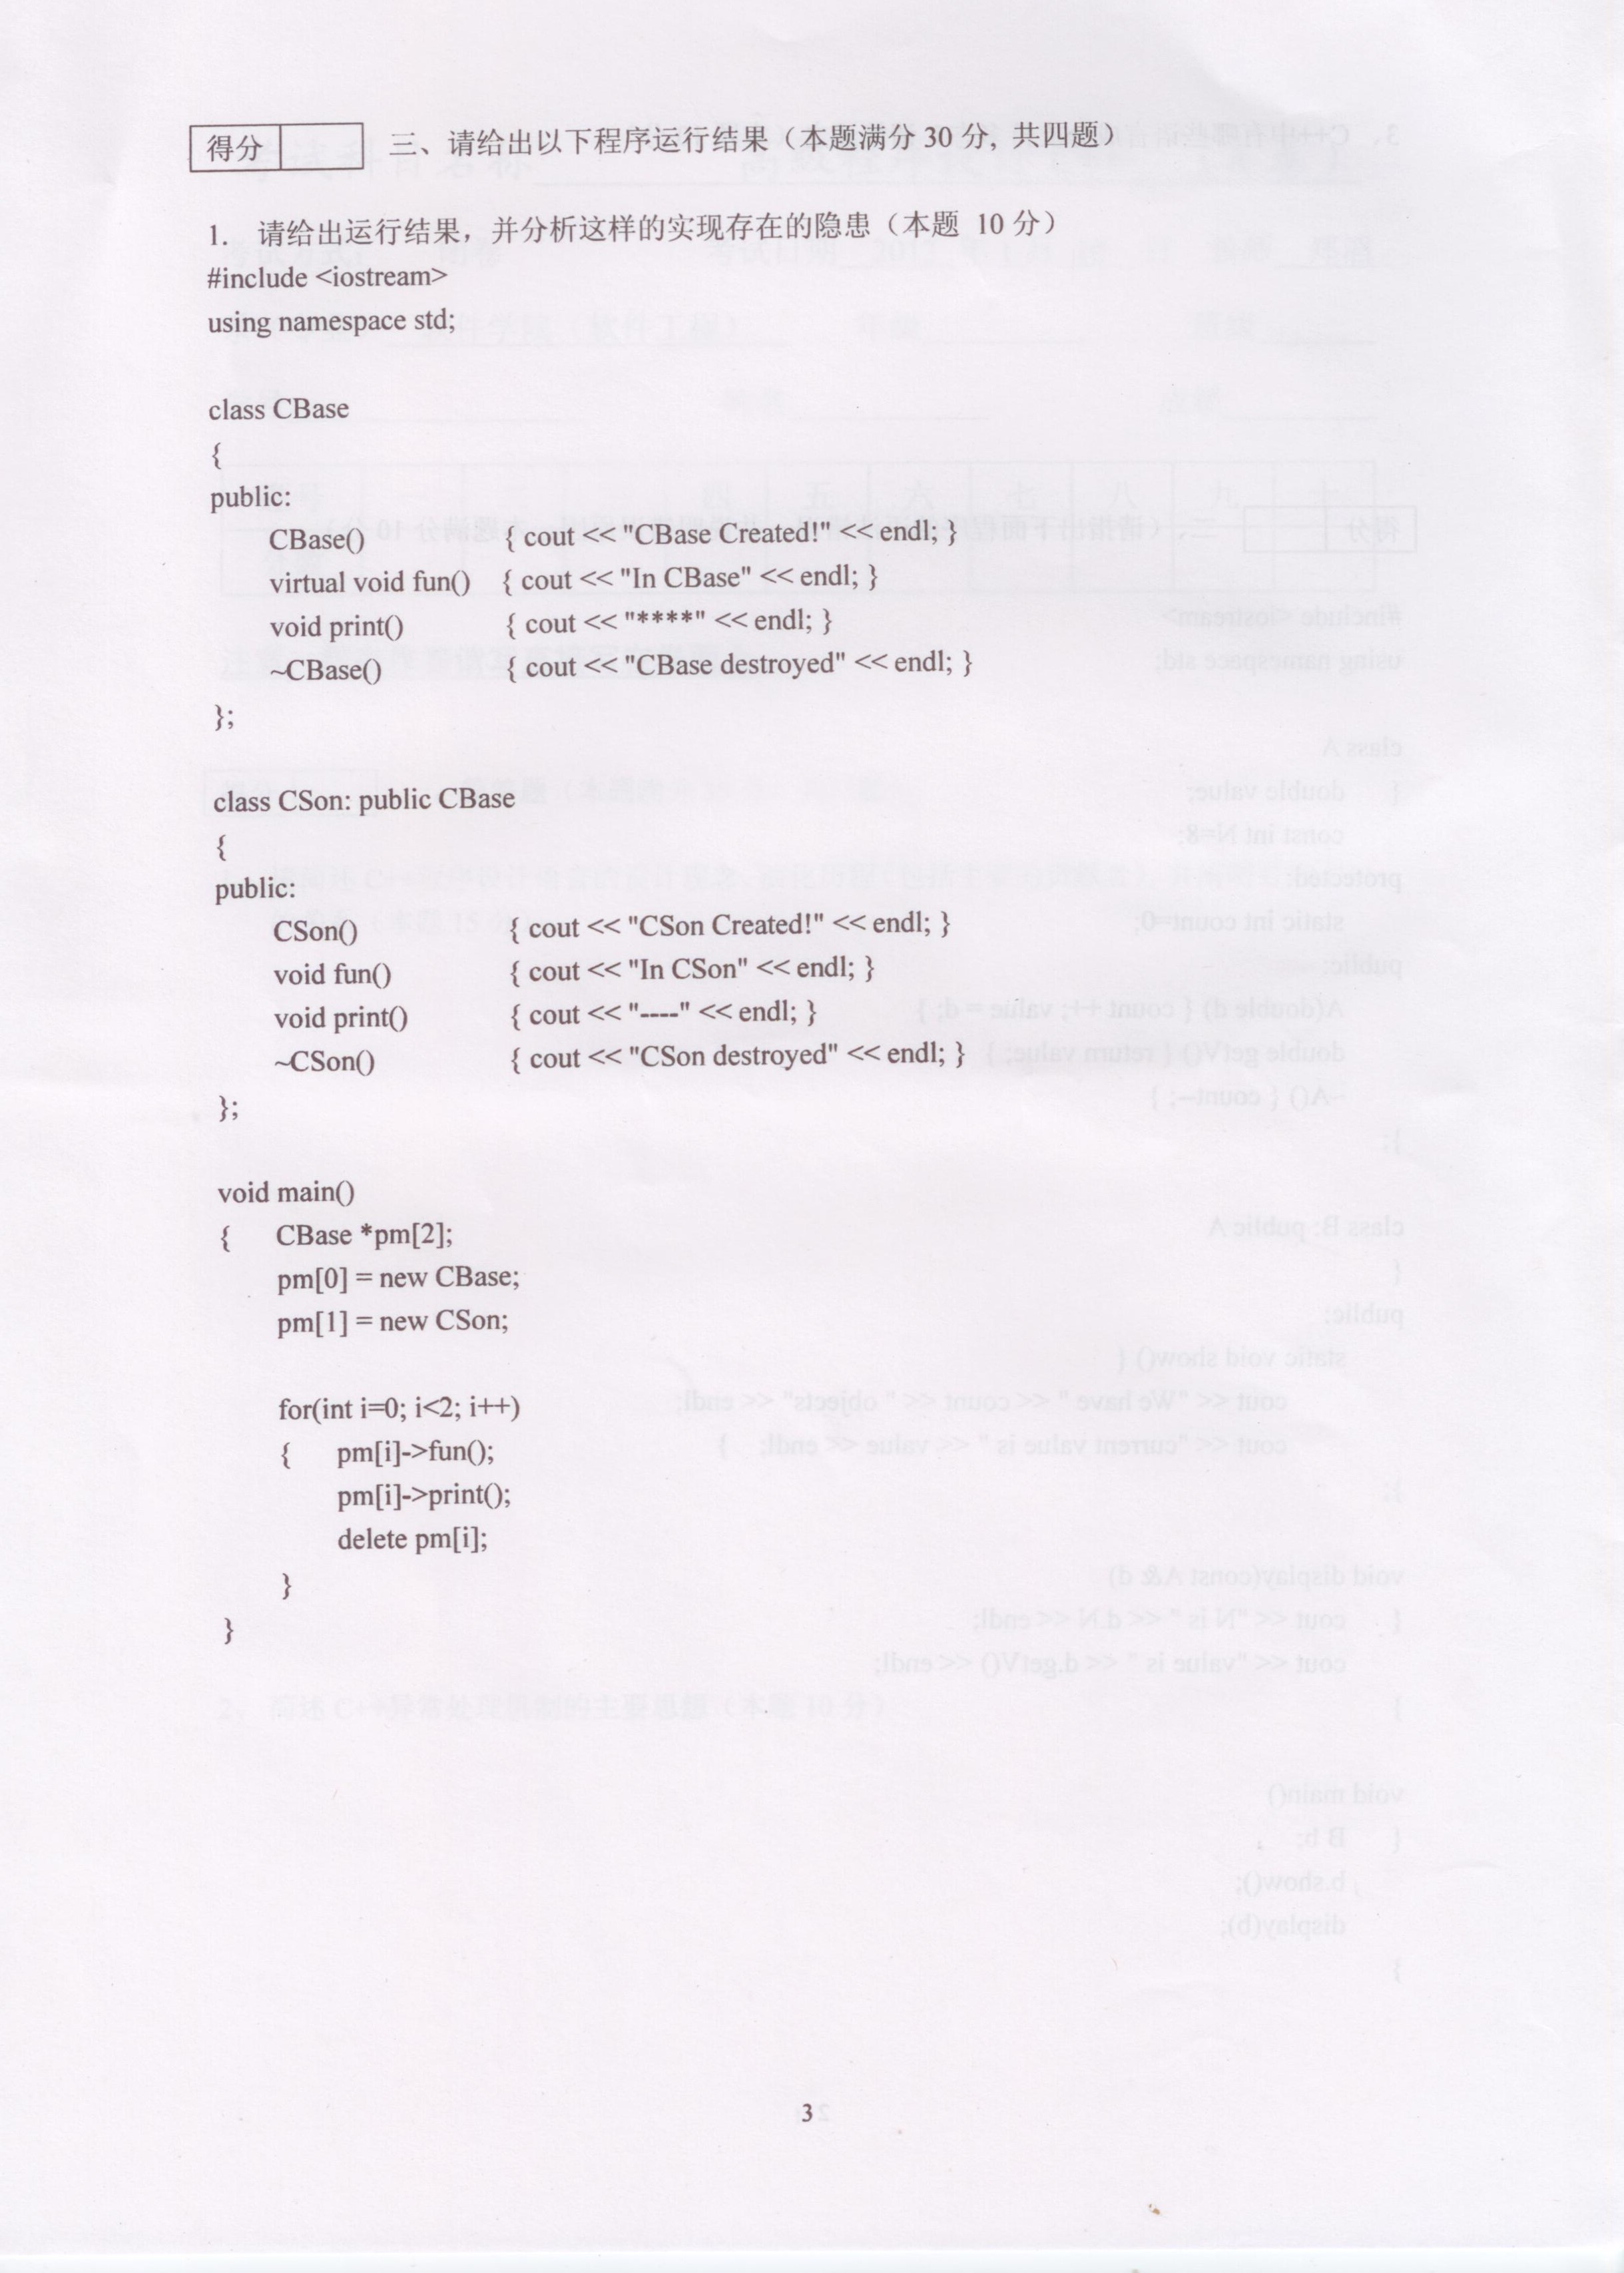 得分 三、请给出以下程序运行结果（本题满分 30 分, 共四题）
1. 请给出运行结果，并分析这样的实现存在的隐患（本题 10 分）
#include <iostream>
using namespace std;
class CBase
{
public:
CBase() { cout << "CBase Created!" << endl; }
virtual void fun() { cout << "In CBase" << endl; }
void print() { cout << "****" << endl; }
~CBase() { cout << "CBase destroyed" << endl; }
};
class CSon: public CBase
{
public:
CSon() { cout << "CSon Created!" << endl; }
void fun() { cout << "In CSon" << endl; }
void print() { cout << "----" << endl; }
~CSon() { cout << "CSon destroyed" << endl; }
};
void main()
{ CBase *pm[2];
pm[0] = new CBase;
pm[1] = new CSon;
for(int i=0; i<2; i++)
{ pm[i]->fun();
pm[i]->print();
delete pm[i];
}
}
3